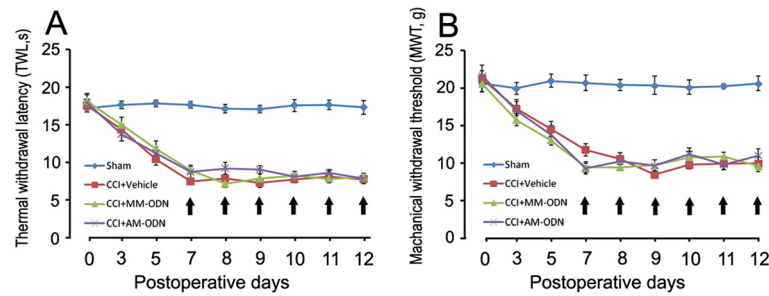 A
Thermal withdrawal latency (TWL,s)
25
20
15
10
5
0
Sham
CCI+Vehicle
CCI+MM-ODN
CCI+AM-ODN
0 3 5 7 8 9 10 11 12
Postoperative days
B
Machanical withdrawal threshold (MWT, g)
25
20
15
10
5
0
Sham
CCI+Vehicle
CCI+MM-ODN
CCI+AM-ODN
0 3 5 7 8 9 10 11 12
Postoperative days